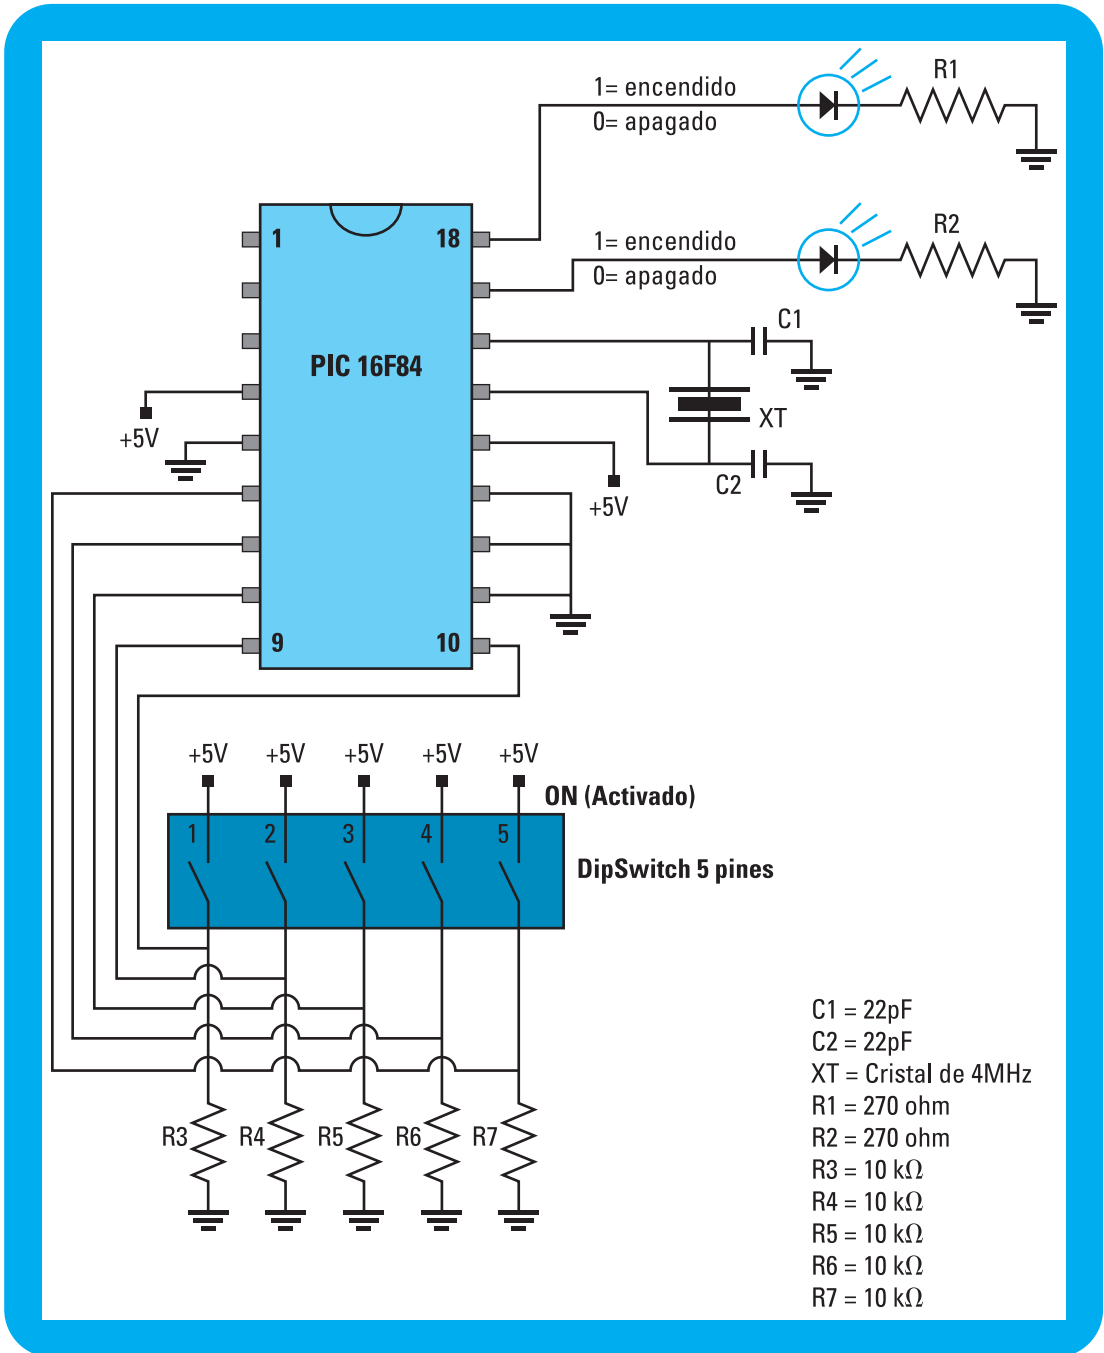 R1
1= encendido
0= apagado
R2
1= encendido
0= apagado
1
18
PIC 16F84
C1
XT
C2
+5V
+5V
9
10
+5V +5V +5V +5V +5V
ON (Activado)
1 2 3 4 5
DipSwitch 5 pines
R3 R4 R5 R6 R7
C1 = 22pF
C2 = 22pF
XT = Cristal de 4MHz
R1 = 270 ohm
R2 = 270 ohm
R3 = 10 kΩ
R4 = 10 kΩ
R5 = 10 kΩ
R6 = 10 kΩ
R7 = 10 kΩ